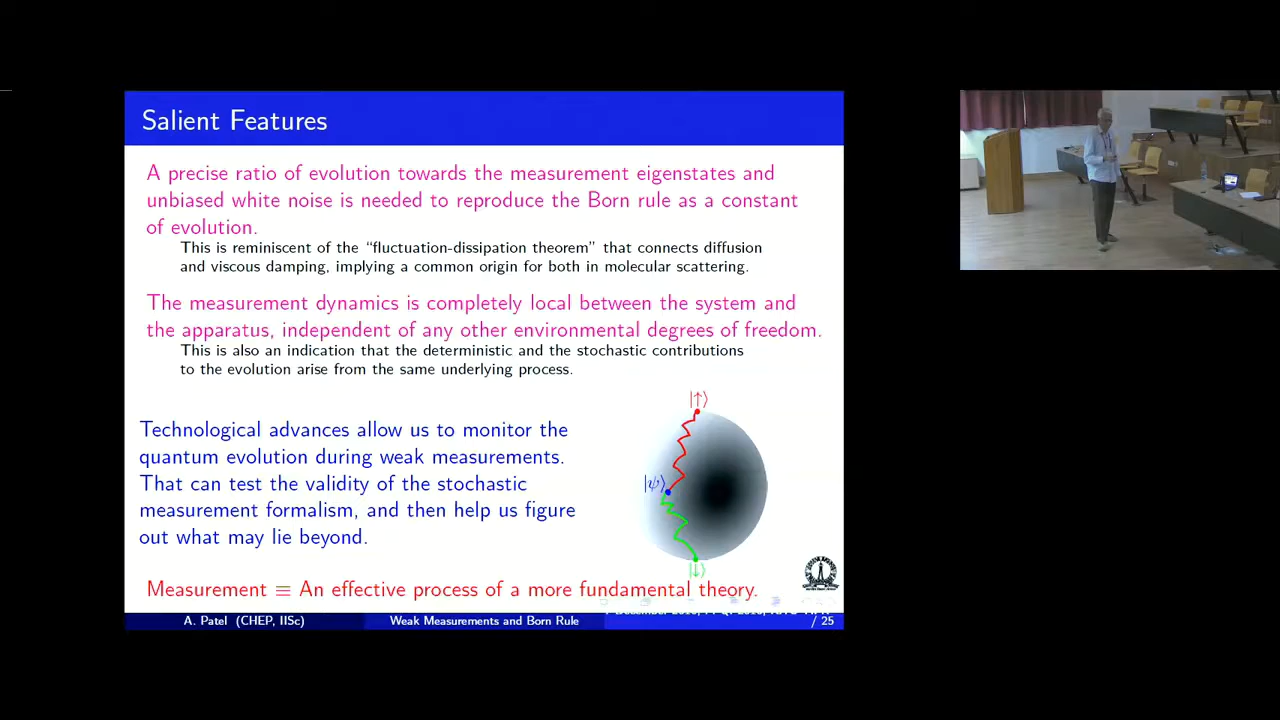 Salient Features
A precise ratio of evolution towards the measurement eigenstates and
unbiased white noise is needed to reproduce the Born rule as a constant
of evolution.
This is reminiscent of the “fluctuation-dissipation theorem” that connects diffusion
and viscous damping, implying a common origin for both in molecular scattering.
The measurement dynamics is completely local between the system and
the apparatus, independent of any other environmental degrees of freedom.
This is also an indication that the deterministic and the stochastic contributions
to the evolution arise from the same underlying process.
|↑⟩
Technological advances allow us to monitor the
quantum evolution during weak measurements.
That can test the validity of the stochastic
measurement formalism, and then help us figure
out what may lie beyond.
|ψ⟩
|↓⟩
Measurement ≡ An effective process of a more fundamental theory.
A. Patel (CHEP, IISc)
Weak Measurements and Born Rule
/ 25